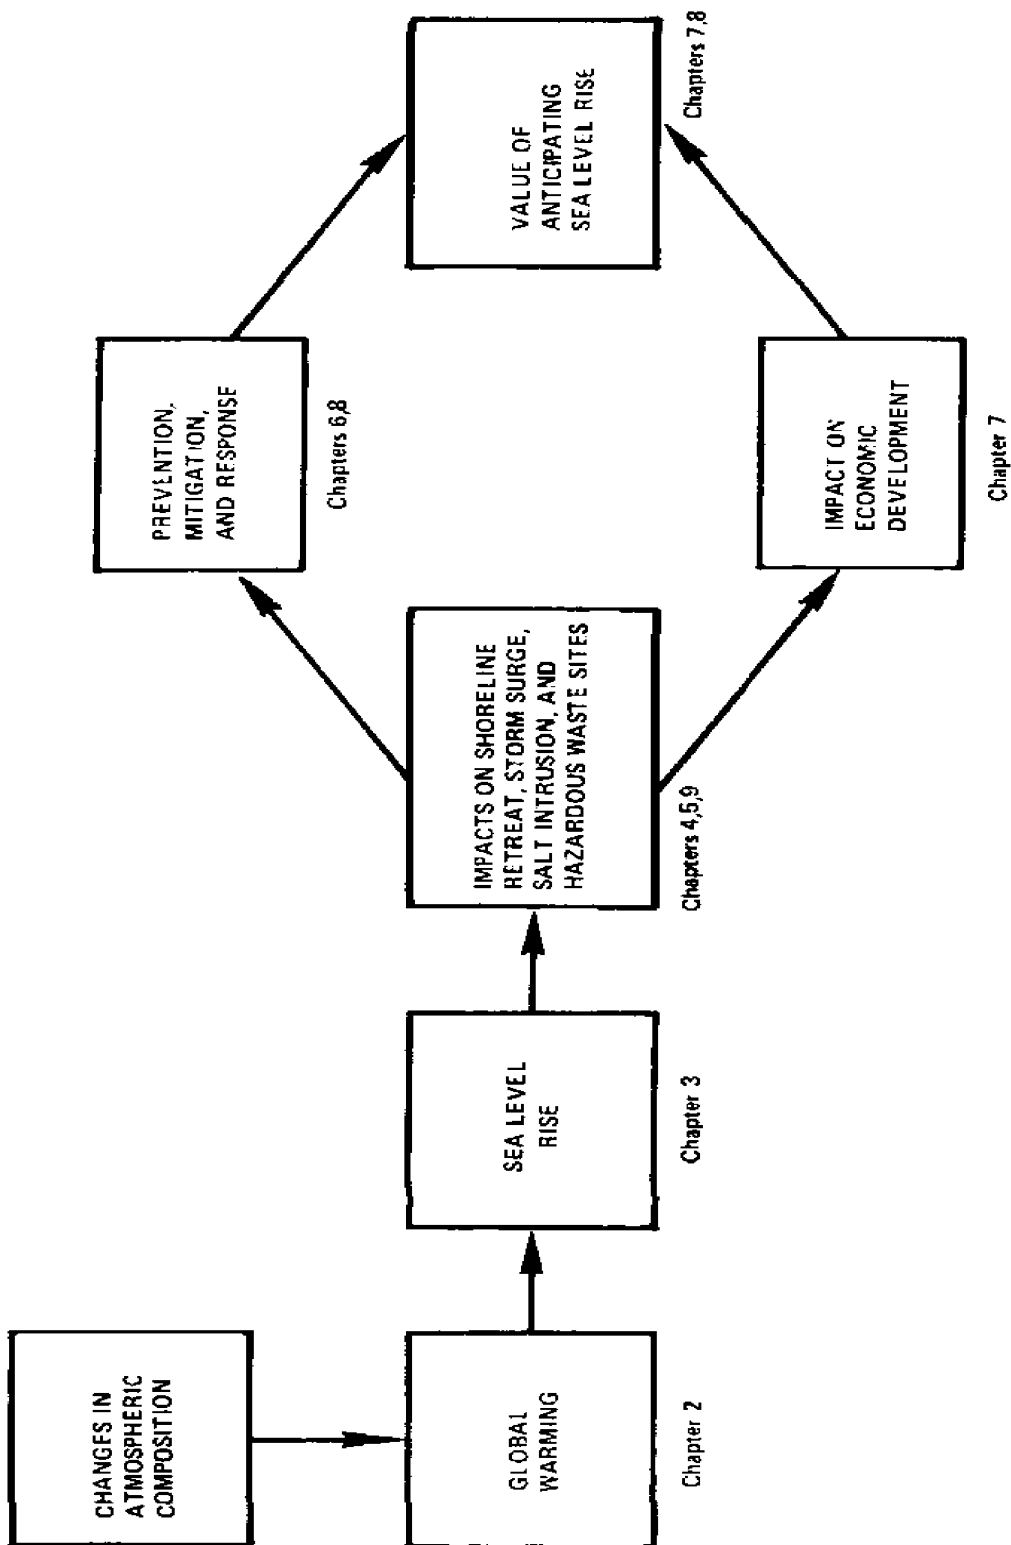 CHANGES IN
ATMOSPHERIC
COMPOSITION
GLOBAL
WARMING
Chapter 2
SEA LEVEL
RISE
Chapter 3
IMPACTS ON SHORELINE
RETREAT, STORM SURGE,
SALT INTRUSION, AND
HAZARDOUS WASTE SITES
Chapters 4,5,9
PREVENTION,
MITIGATION,
AND RESPONSE
Chapters 6,8
IMPACT ON
ECONOMIC
DEVELOPMENT
Chapter 7
VALUE OF
ANTICIPATING
SEA LEVEL RISE
Chapters 7,8